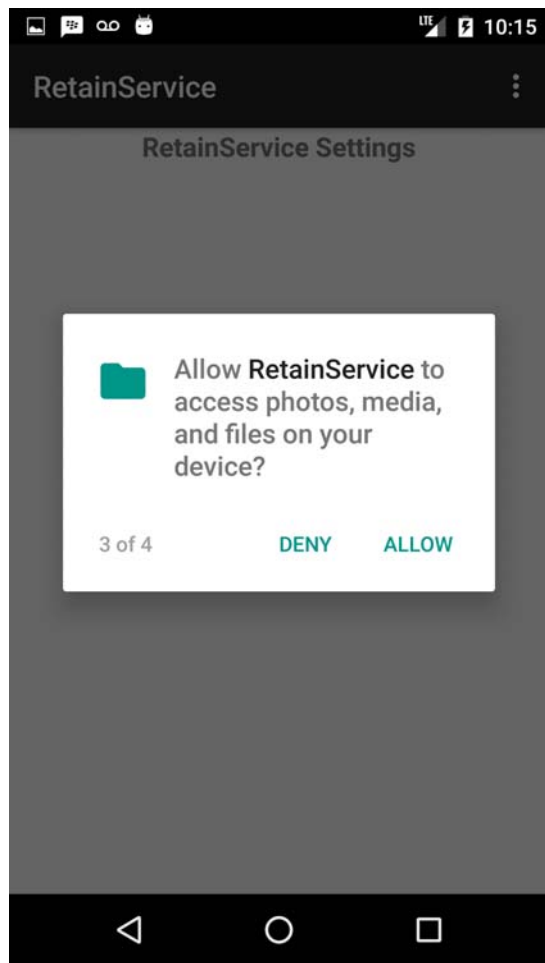 LTE 10:15
RetainService
RetainService Settings
Allow RetainService to
access photos, media,
and files on your
device?
3 of 4 DENY ALLOW